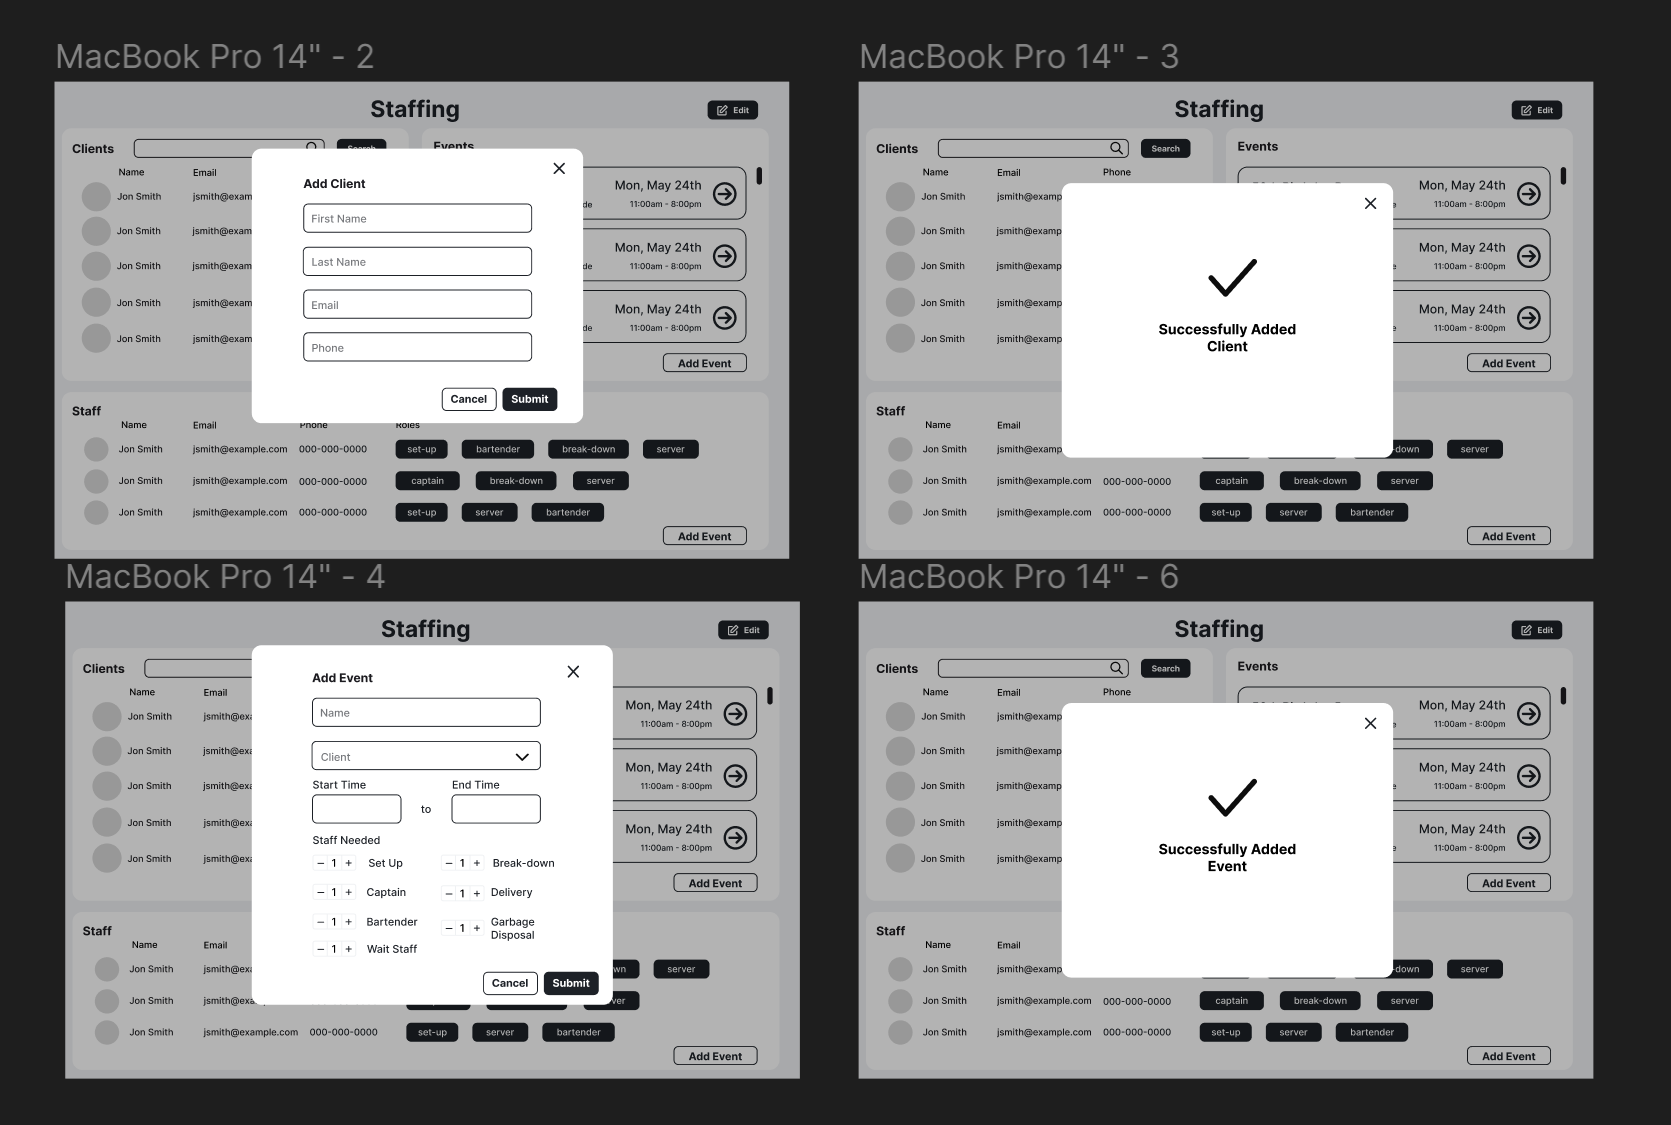 MacBook Pro 14" - 2
Staffing
Edit
Clients
Search
Events
Name Email
Jon Smith jsmith@exam
Jon Smith jsmith@exam
Jon Smith jsmith@exam
Jon Smith jsmith@exam
Jon Smith jsmith@exam
Add Client
First Name
Last Name
Email
Phone
Cancel Submit
Mon, May 24th
de 11:00am - 8:00pm
Mon, May 24th
de 11:00am - 8:00pm
Mon, May 24th
de 11:00am - 8:00pm
Add Event
Staff
Name Email Phone Roles
Jon Smith jsmith@example.com 000-000-0000 set-up bartender break-down server
Jon Smith jsmith@example.com 000-000-0000 captain break-down server
Jon Smith jsmith@example.com 000-000-0000 set-up server bartender
Add Event
MacBook Pro 14" - 3
Staffing
Edit
Clients
Search
Events
Name Email Phone
Jon Smith jsmith@examp
Jon Smith jsmith@examp
Jon Smith jsmith@examp
Jon Smith jsmith@examp
Jon Smith jsmith@examp
Successfully Added
Client
Mon, May 24th
11:00am - 8:00pm
Mon, May 24th
11:00am - 8:00pm
Mon, May 24th
11:00am - 8:00pm
Add Event
Staff
Name Email
Jon Smith jsmith@examp -down server
Jon Smith jsmith@example.com 000-000-0000 captain break-down server
Jon Smith jsmith@example.com 000-000-0000 set-up server bartender
Add Event
MacBook Pro 14" - 4
Staffing
Edit
Clients
Name Email
Jon Smith jsmith@exa
Jon Smith jsmith@exa
Jon Smith jsmith@exa
Jon Smith jsmith@exa
Jon Smith jsmith@exa
Add Event
Name
Client
Start Time End Time
to
Staff Needed
− 1 + Set Up − 1 + Break-down
− 1 + Captain − 1 + Delivery
− 1 + Bartender − 1 + Garbage
Disposal
− 1 + Wait Staff
Cancel Submit
Mon, May 24th
11:00am - 8:00pm
Mon, May 24th
11:00am - 8:00pm
Mon, May 24th
11:00am - 8:00pm
Add Event
Staff
Name Email
Jon Smith jsmith@exa wn server
Jon Smith jsmith@exa ver
Jon Smith jsmith@example.com 000-000-0000 set-up server bartender
Add Event
MacBook Pro 14" - 6
Staffing
Edit
Clients
Search
Events
Name Email Phone
Jon Smith jsmith@examp
Jon Smith jsmith@examp
Jon Smith jsmith@examp
Jon Smith jsmith@examp
Jon Smith jsmith@examp
Successfully Added
Event
Mon, May 24th
11:00am - 8:00pm
Mon, May 24th
11:00am - 8:00pm
Mon, May 24th
11:00am - 8:00pm
Add Event
Staff
Name Email
Jon Smith jsmith@examp -down server
Jon Smith jsmith@example.com 000-000-0000 captain break-down server
Jon Smith jsmith@example.com 000-000-0000 set-up server bartender
Add Event